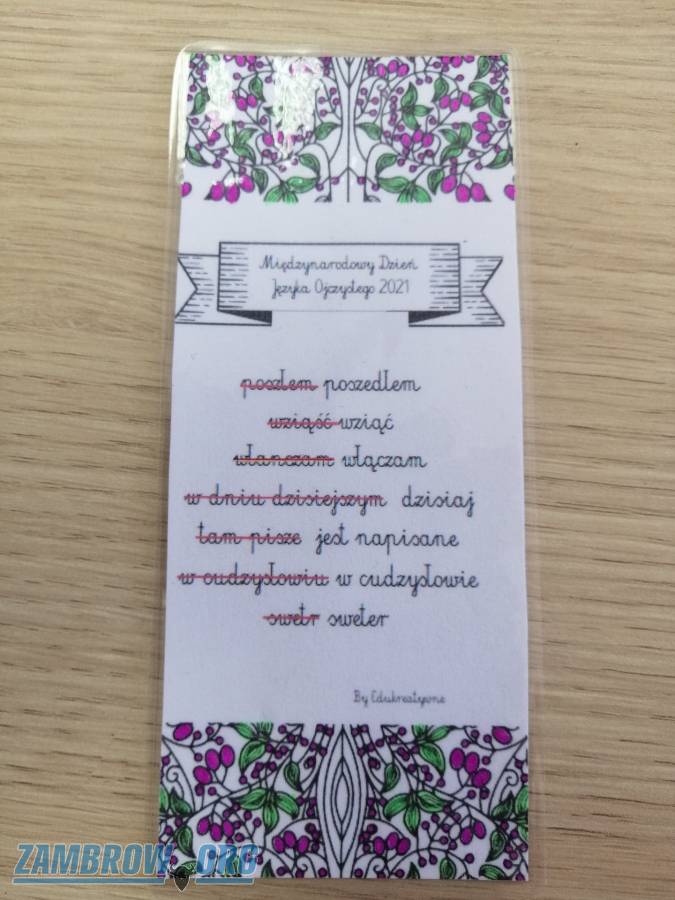 Międzynarodowy Dzień
Języka Ojczystego 2021
poszłem poszedłem
wziąść wziąć
włanczam włączam
w dniu dzisiejszym dzisiaj
tam pisze jest napisane
w cudzysłowiu w cudzysłowie
swetr sweter
By Edukreatywne
ZAMBROW.ORG